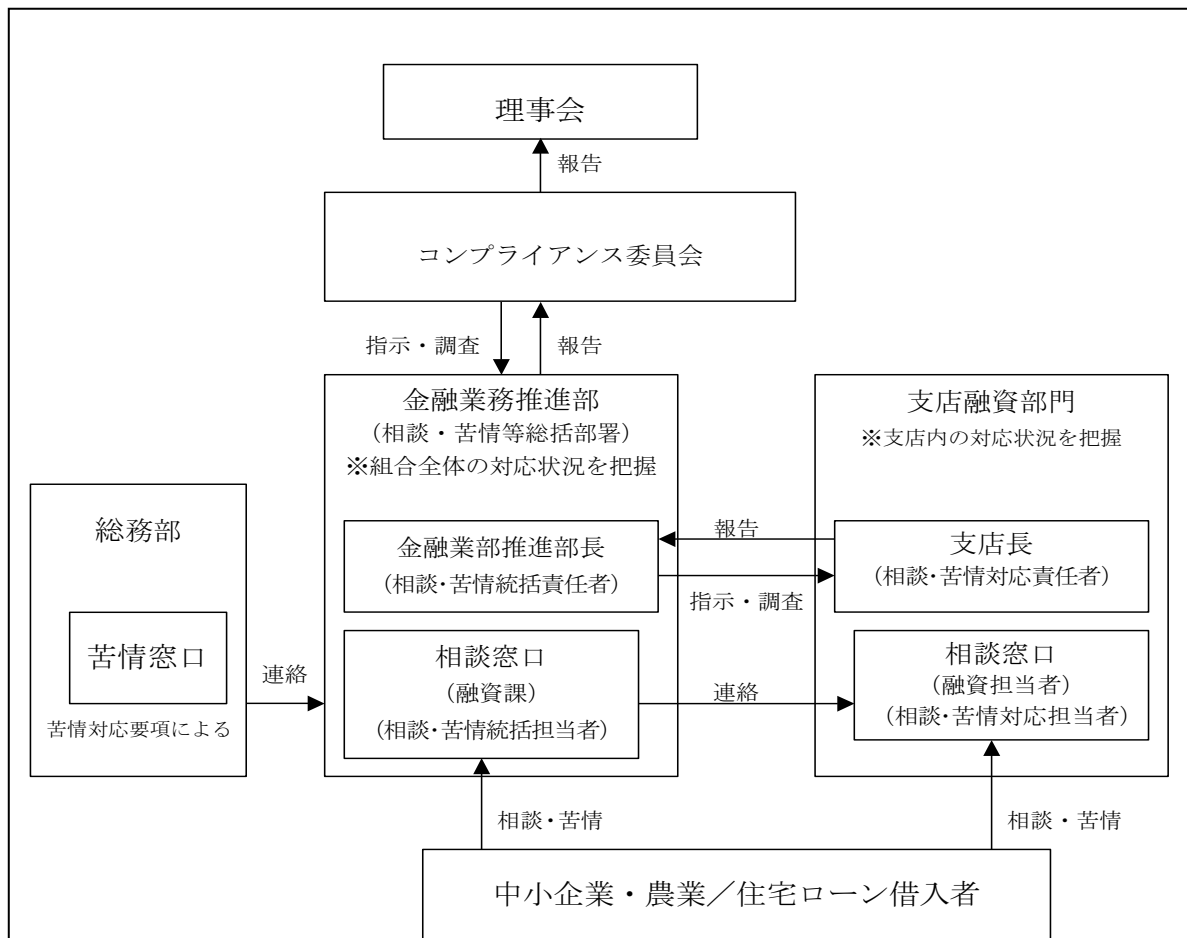 理事会
報告
コンプライアンス委員会
指示・調査
報告
金融業務推進部
(相談・苦情等総括部署)
※組合全体の対応状況を把握
支店融資部門
※支店内の対応状況を把握
総務部
苦情窓口
苦情対応要項による
連絡
金融業部推進部長
(相談・苦情統括責任者)
報告
指示・調査
支店長
(相談・苦情対応責任者)
相談窓口
(融資課)
(相談・苦情統括担当者)
連絡
相談窓口
(融資担当者)
(相談・苦情対応担当者)
相談・苦情
相談・苦情
中小企業・農業／住宅ローン借入者